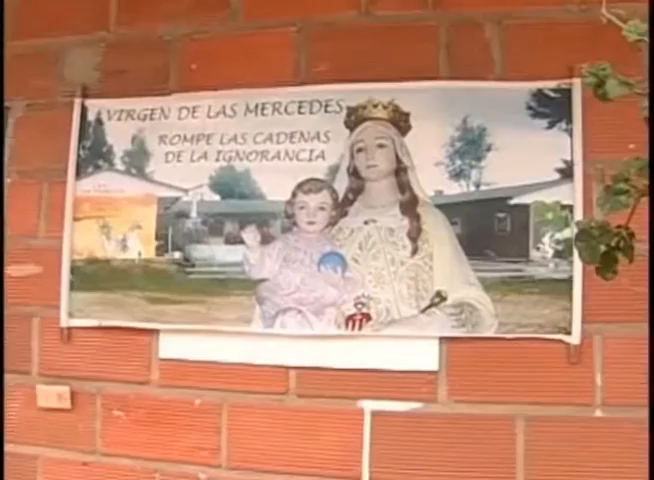 VIRGEN DE LAS MERCEDES
ROMPE LAS CADENAS
DE LA IGNORANCIA